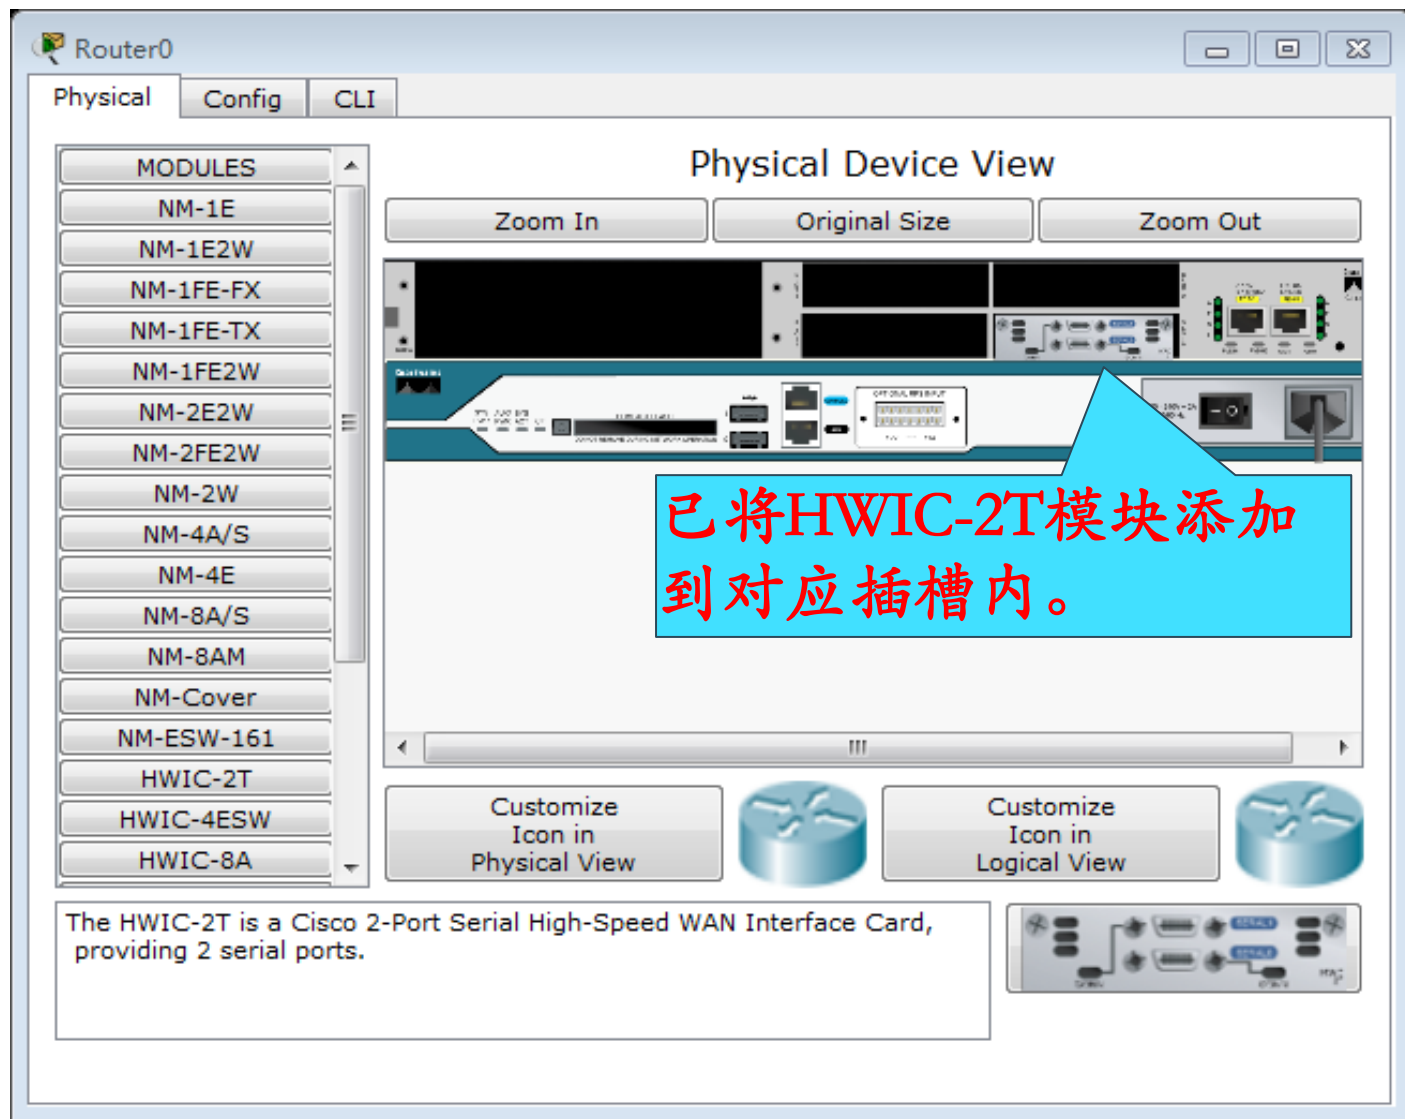 Router0
Physical Config CLI
MODULES
NM-1E
NM-1E2W
NM-1FE-FX
NM-1FE-TX
NM-1FE2W
NM-2E2W
NM-2FE2W
NM-2W
NM-4A/S
NM-4E
NM-8A/S
NM-8AM
NM-Cover
NM-ESW-161
HWIC-2T
HWIC-4ESW
HWIC-8A
Physical Device View
Zoom In Original Size Zoom Out
OPTIONAL RPS INPUT
已将HWIC-2T模块添加
到对应插槽内。
Customize
Icon in
Physical View
Customize
Icon in
Logical View
The HWIC-2T is a Cisco 2-Port Serial High-Speed WAN Interface Card,
providing 2 serial ports.